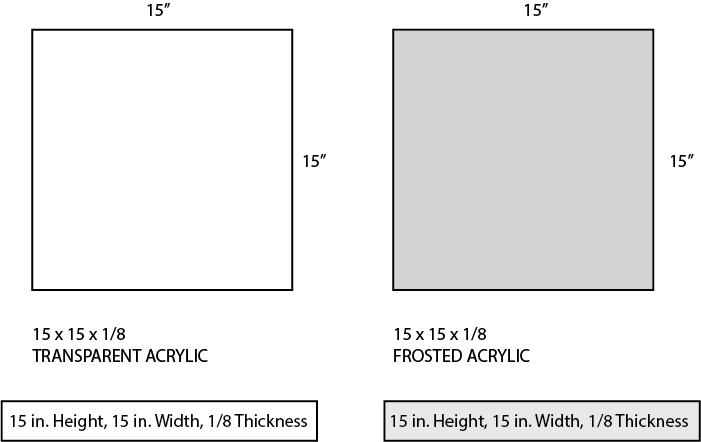 15”
15”
15”
15”
15 x 15 x 1/8
TRANSPARENT ACRYLIC
15 x 15 x 1/8
FROSTED ACRYLIC
15 in. Height, 15 in. Width, 1/8 Thickness
15 in. Height, 15 in. Width, 1/8 Thickness